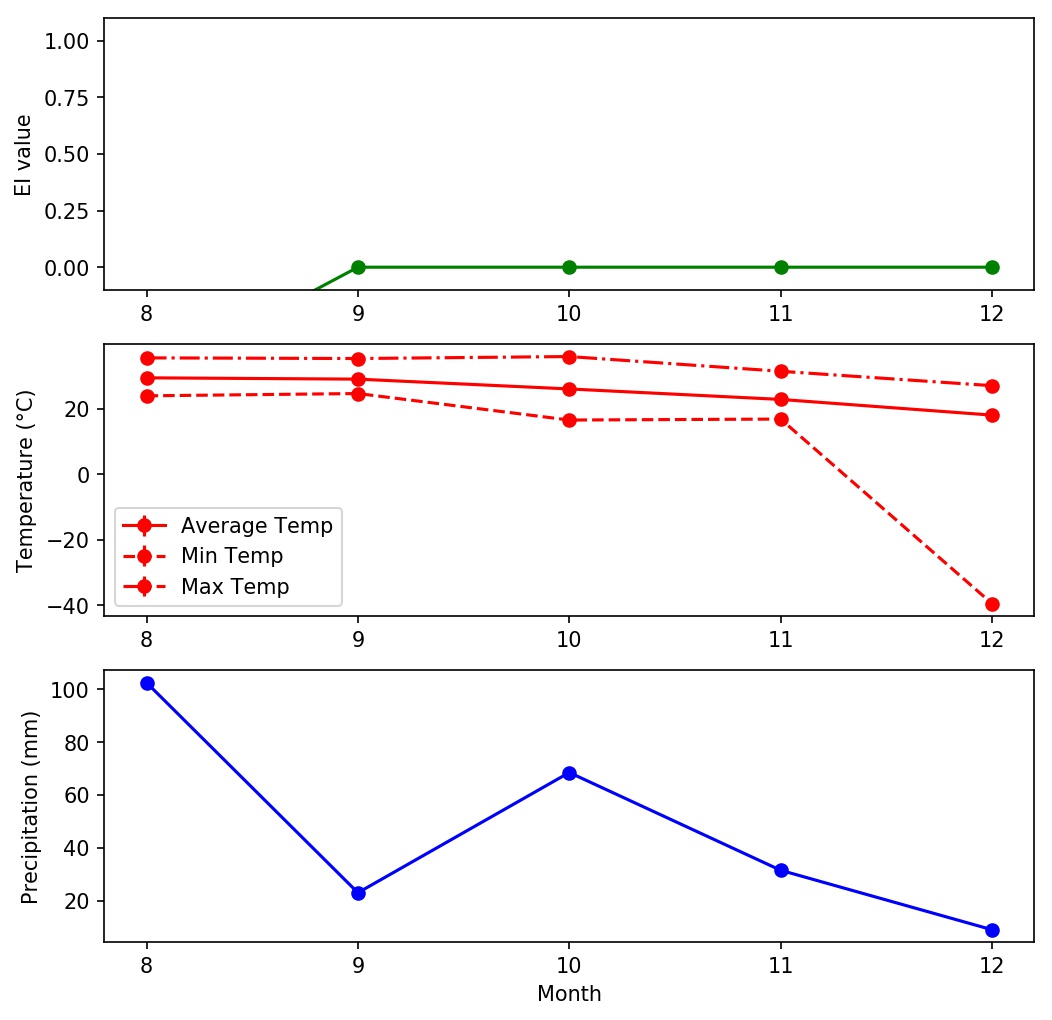 1.00
0.75
0.50
0.25
0.00
EI value
8 9 10 11 12
20
0
−20
−40
Temperature (°C)
Average Temp
Min Temp
Max Temp
8 9 10 11 12
100
80
60
40
20
Precipitation (mm)
8 9 10 11 12
Month